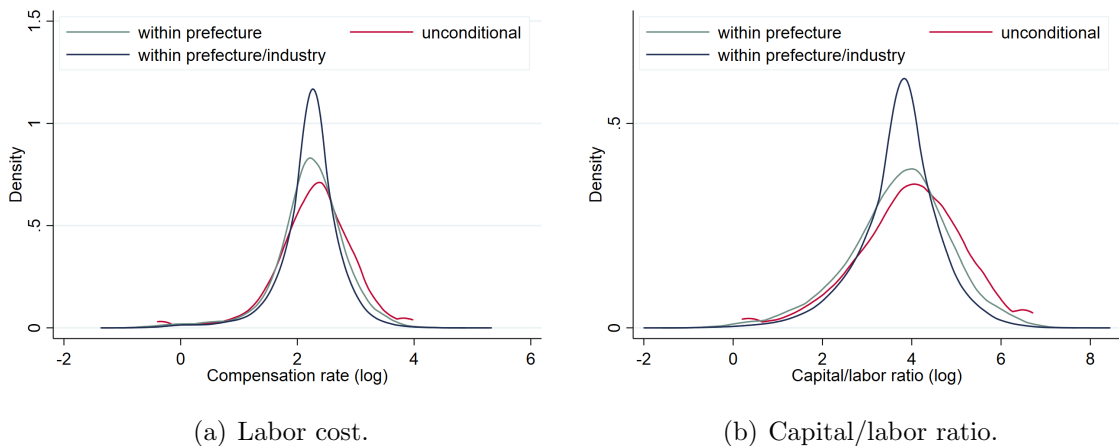 1.5
within prefecture
unconditional
within prefecture/industry
1
.5
0
Density
-2 0 2 4 6
Compensation rate (log)
(a) Labor cost.
within prefecture
unconditional
within prefecture/industry
.5
0
Density
-2 0 2 4 6 8
Capital/labor ratio (log)
(b) Capital/labor ratio.